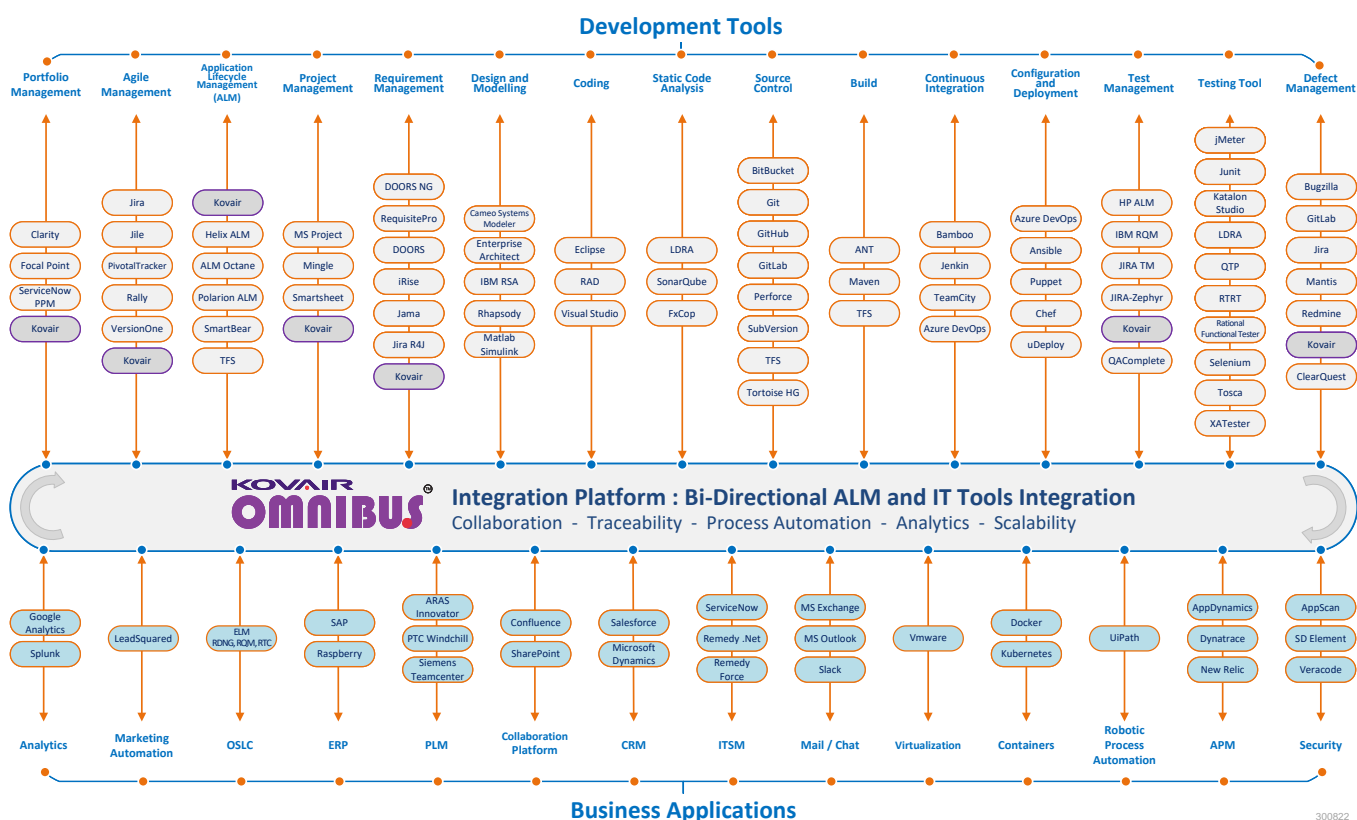 Development Tools
Portfolio
Management
Agile
Management
Application
Lifecycle
Management
(ALM)
Project
Management
Requirement
Management
Design and
Modelling
Coding
Static Code
Analysis
Source
Control
Build
Continuous
Integration
Configuration
and
Deployment
Test
Management
Testing Tool
Defect
Management
Clarity
Focal Point
ServiceNow
PPM
Kovair
Jira
Jile
PivotalTracker
Rally
VersionOne
Kovair
Kovair
Helix ALM
ALM Octane
Polarion ALM
SmartBear
TFS
MS Project
Mingle
Smartsheet
Kovair
DOORS NG
RequisitePro
DOORS
iRise
Jama
Jira R4J
Kovair
Cameo Systems
Modeler
Enterprise
Architect
IBM RSA
Rhapsody
Matlab
Simulink
Eclipse
RAD
Visual Studio
LDRA
SonarQube
FxCop
BitBucket
Git
GitHub
GitLab
Perforce
SubVersion
TFS
Tortoise HG
ANT
Maven
TFS
Bamboo
Jenkin
TeamCity
Azure DevOps
Azure DevOps
Ansible
Puppet
Chef
uDeploy
HP ALM
IBM RQM
JIRA TM
JIRA-Zephyr
Kovair
QAComplete
jMeter
Junit
Katalon
Studio
LDRA
QTP
RTRT
Rational
Functional Tester
Selenium
Tosca
XATester
Bugzilla
GitLab
Jira
Mantis
Redmine
Kovair
ClearQuest
KOVAIR
OMNIBUS
®
TM
Integration Platform : Bi-Directional ALM and IT Tools Integration
Collaboration - Traceability - Process Automation - Analytics - Scalability
Google
Analytics
Splunk
LeadSquared
ELM
RDNG, RQM, RTC
SAP
Raspberry
ARAS
Innovator
PTC Windchill
Siemens
Teamcenter
Confluence
SharePoint
Salesforce
Microsoft
Dynamics
ServiceNow
Remedy .Net
Remedy
Force
MS Exchange
MS Outlook
Slack
Vmware
Docker
Kubernetes
UiPath
AppDynamics
Dynatrace
New Relic
AppScan
SD Element
Veracode
Analytics
Marketing
Automation
OSLC
ERP
PLM
Collaboration
Platform
CRM
ITSM
Mail / Chat
Virtualization
Containers
Robotic
Process
Automation
APM
Security
Business Applications
300822